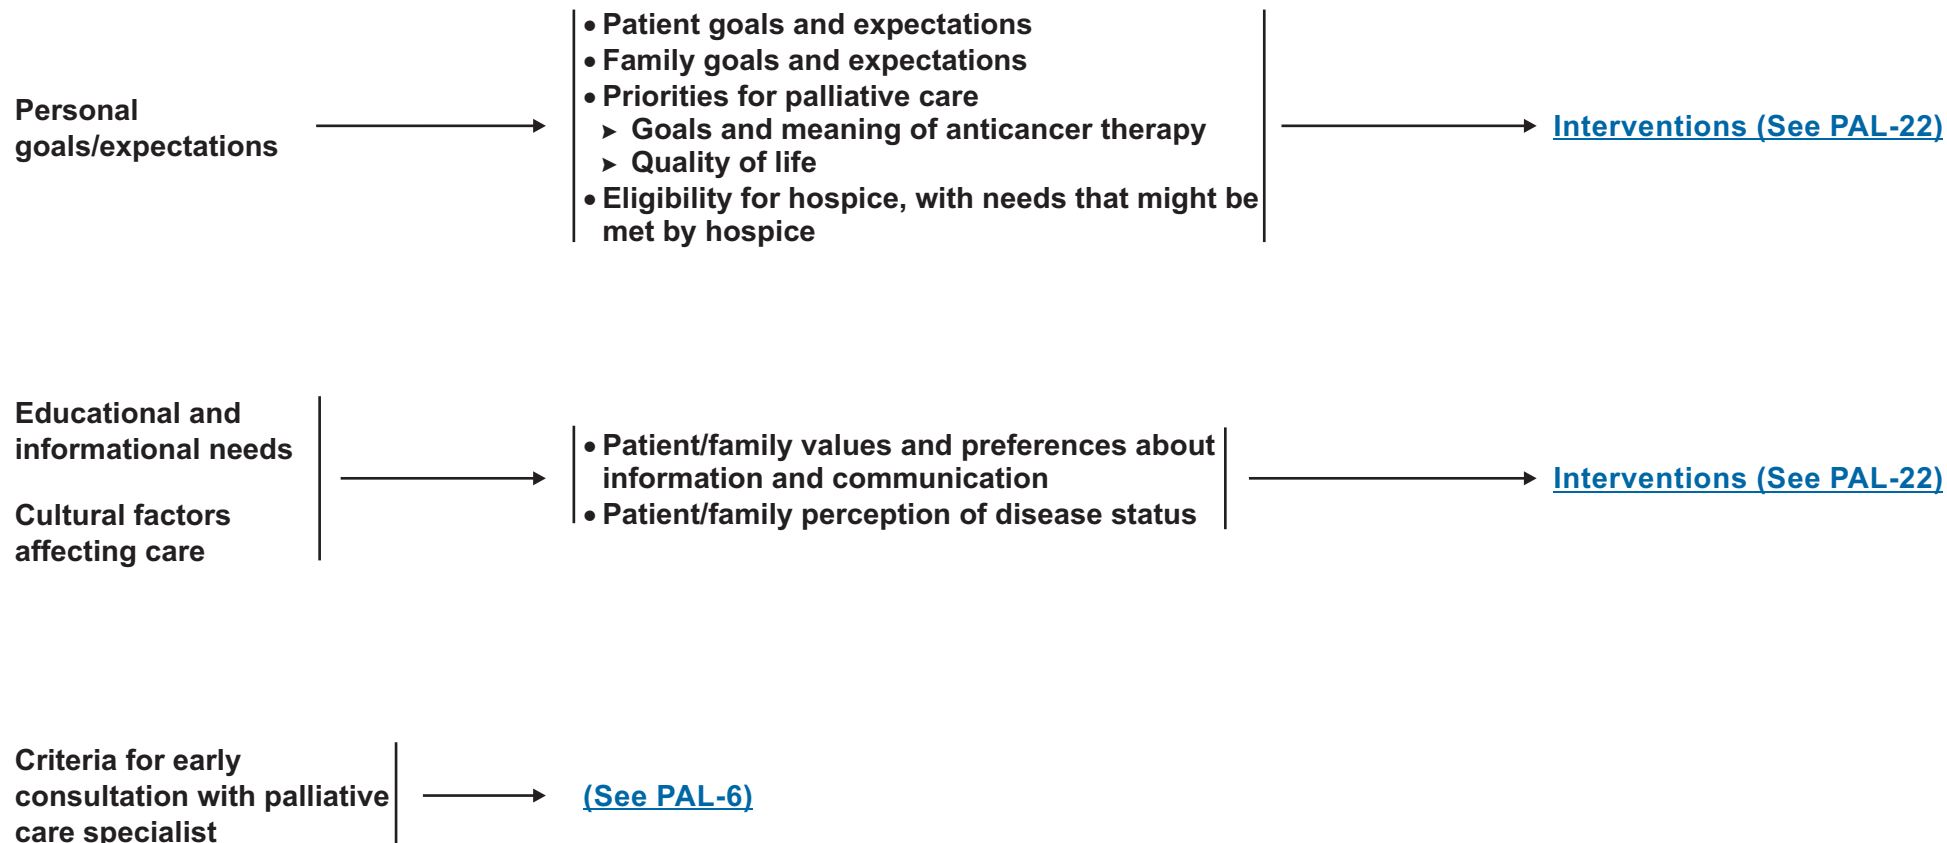 Personal
goals/expectations
• Patient goals and expectations
• Family goals and expectations
• Priorities for palliative care
➤ Goals and meaning of anticancer therapy
➤ Quality of life
• Eligibility for hospice, with needs that might be
met by hospice
Interventions (See PAL-22)
Educational and
informational needs
Cultural factors
affecting care
• Patient/family values and preferences about
information and communication
• Patient/family perception of disease status
Interventions (See PAL-22)
Criteria for early
consultation with palliative
care specialist
(See PAL-6)